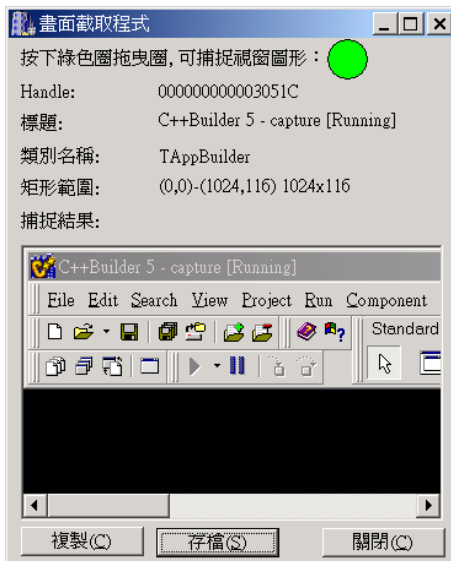 畫面截取程式
按下綠色圈拖曳圈, 可捕捉視窗圖形：
Handle: 000000000003051C
標題: C++Builder 5 - capture [Running]
類別名稱: TAppBuilder
矩形範圍: (0,0)-(1024,116) 1024x116
捕捉結果:
C++Builder 5 - capture [Running]
File Edit Search View Project Run Component
Standard
複製(C) 存檔(S) 關閉(C)